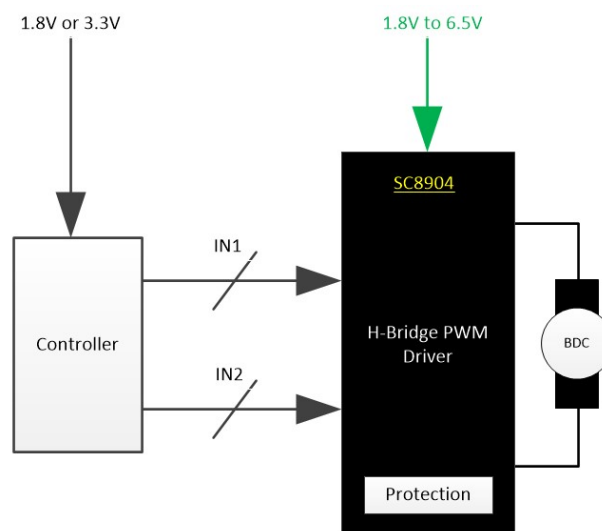 1.8V or 3.3V
1.8V to 6.5V
SC8904
IN1
Controller
H-Bridge PWM
Driver
BDC
IN2
Protection